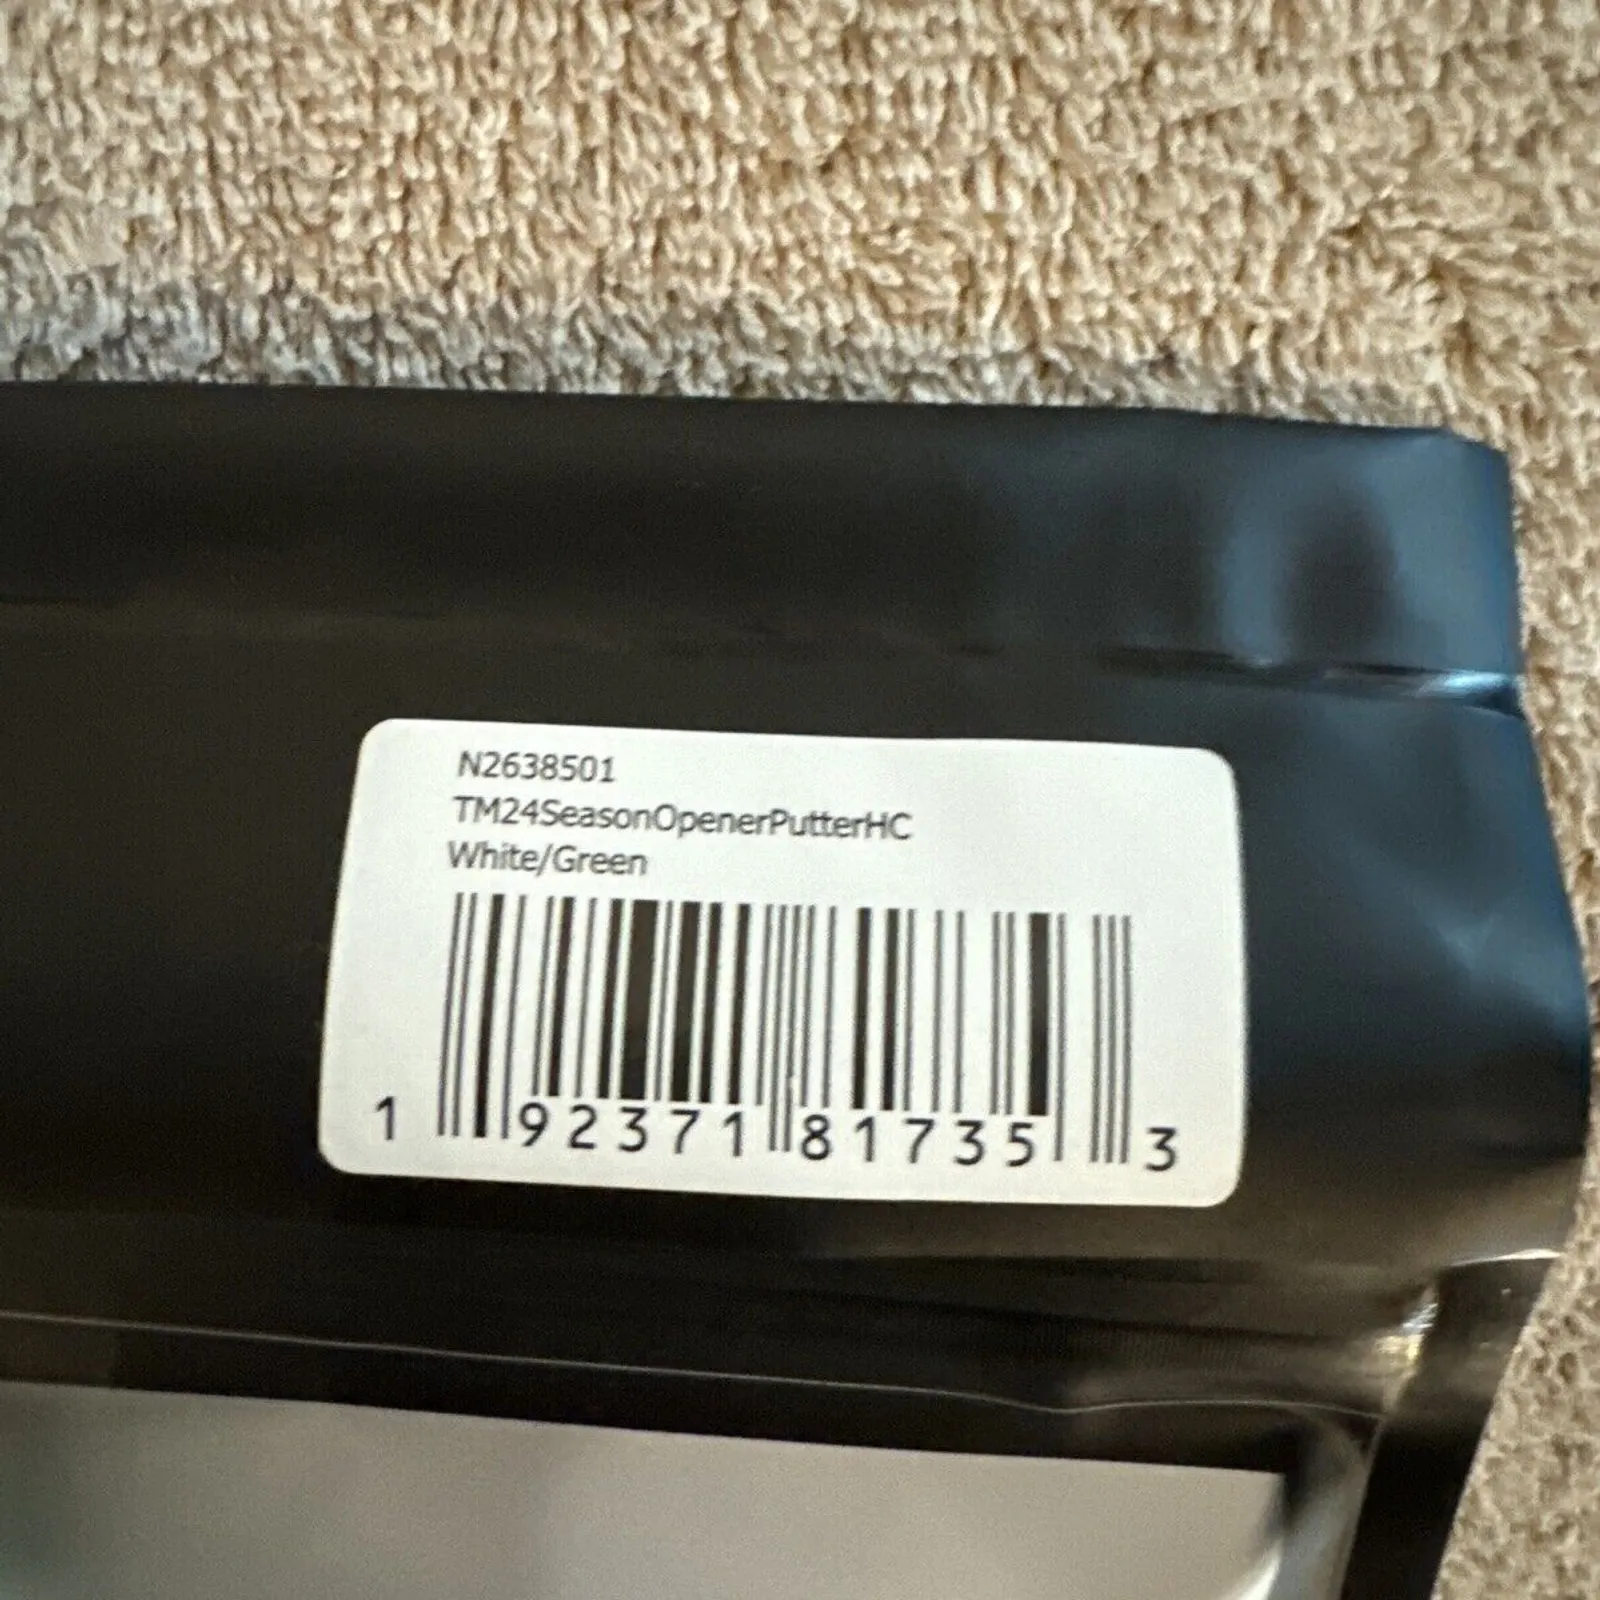 N2638501
TM24SeasonOpenerPutterHC
White/Green
1 92371 81735 3